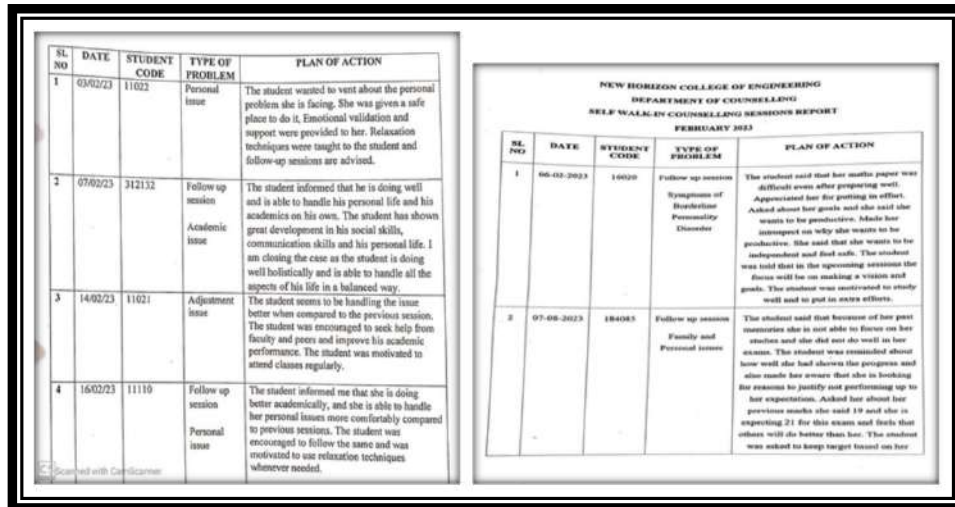 SL NO DATE STUDENT CODE TYPE OF PROBLEM PLAN OF ACTION
1 03/02/23 11022 Personal issue
The student wanted to vent about the personal
problem she is facing. She was given a safe
place to do it, Emotional validation and
support were provided to her. Relaxation
techniques were taught to the student and
follow-up sessions are advised.
2 07/02/23 312132 Follow up session Academic issue
The student informed that he is doing well
and is able to handle his personal life and his
academics on his own. The student has shown
great development in his social skills,
communication skills and his personal life. I
am closing the case as the student is doing
well holistically and is able to handle all the
aspects of his life in a balanced way.
3 14/02/23 11021 Adjustment issue
The student seems to be handling the issue
better when compared to the previous session.
The student was encouraged to seek help from
faculty and peers and improve his academic
performance. The student was motivated to
attend classes regularly.
4 16/02/23 11110 Follow up session Personal issue
The student informed me that she is doing
better academically, and she is able to handle
her personal issues more comfortably compared
to previous sessions. The student was
encouraged to follow the same and was
motivated to use relaxation techniques
whenever needed.
Scanned with CamScanner
NEW HORIZON COLLEGE OF ENGINEERING
DEPARTMENT OF COUNSELLING
SELF WALK-IN COUNSELLING SESSIONS REPORT
FEBRUARY 2023
SL NO DATE STUDENT CODE TYPE OF PROBLEM PLAN OF ACTION
1 06-02-2023 16020 Follow up session Symptoms of Borderline Personality Disorder
The student said that her maths paper was
difficult even after preparing well.
Appreciated her for putting in effort.
Asked about her goals and she said she
wants to be productive. Made her
introspect on why she wants to be
productive. She said that she wants to be
independent and feel safe. The student
was told that in the upcoming sessions the
focus will be on making a vision and
goals. The student was motivated to study
well and to put in extra efforts.
2 07-08-2023 184085 Follow up session Family and Personal issues
The student said that because of her past
memories she is not able to focus on her
studies and she did not do well in her
exams. The student was reminded about
how well she had shown the progress and
also made her aware that she is looking
for reasons to justify not performing up to
her expectation. Asked her about her
previous marks she said 19 and she is
expecting 21 for this exam and feels that
others will do better than her. The student
was asked to keep target based on her